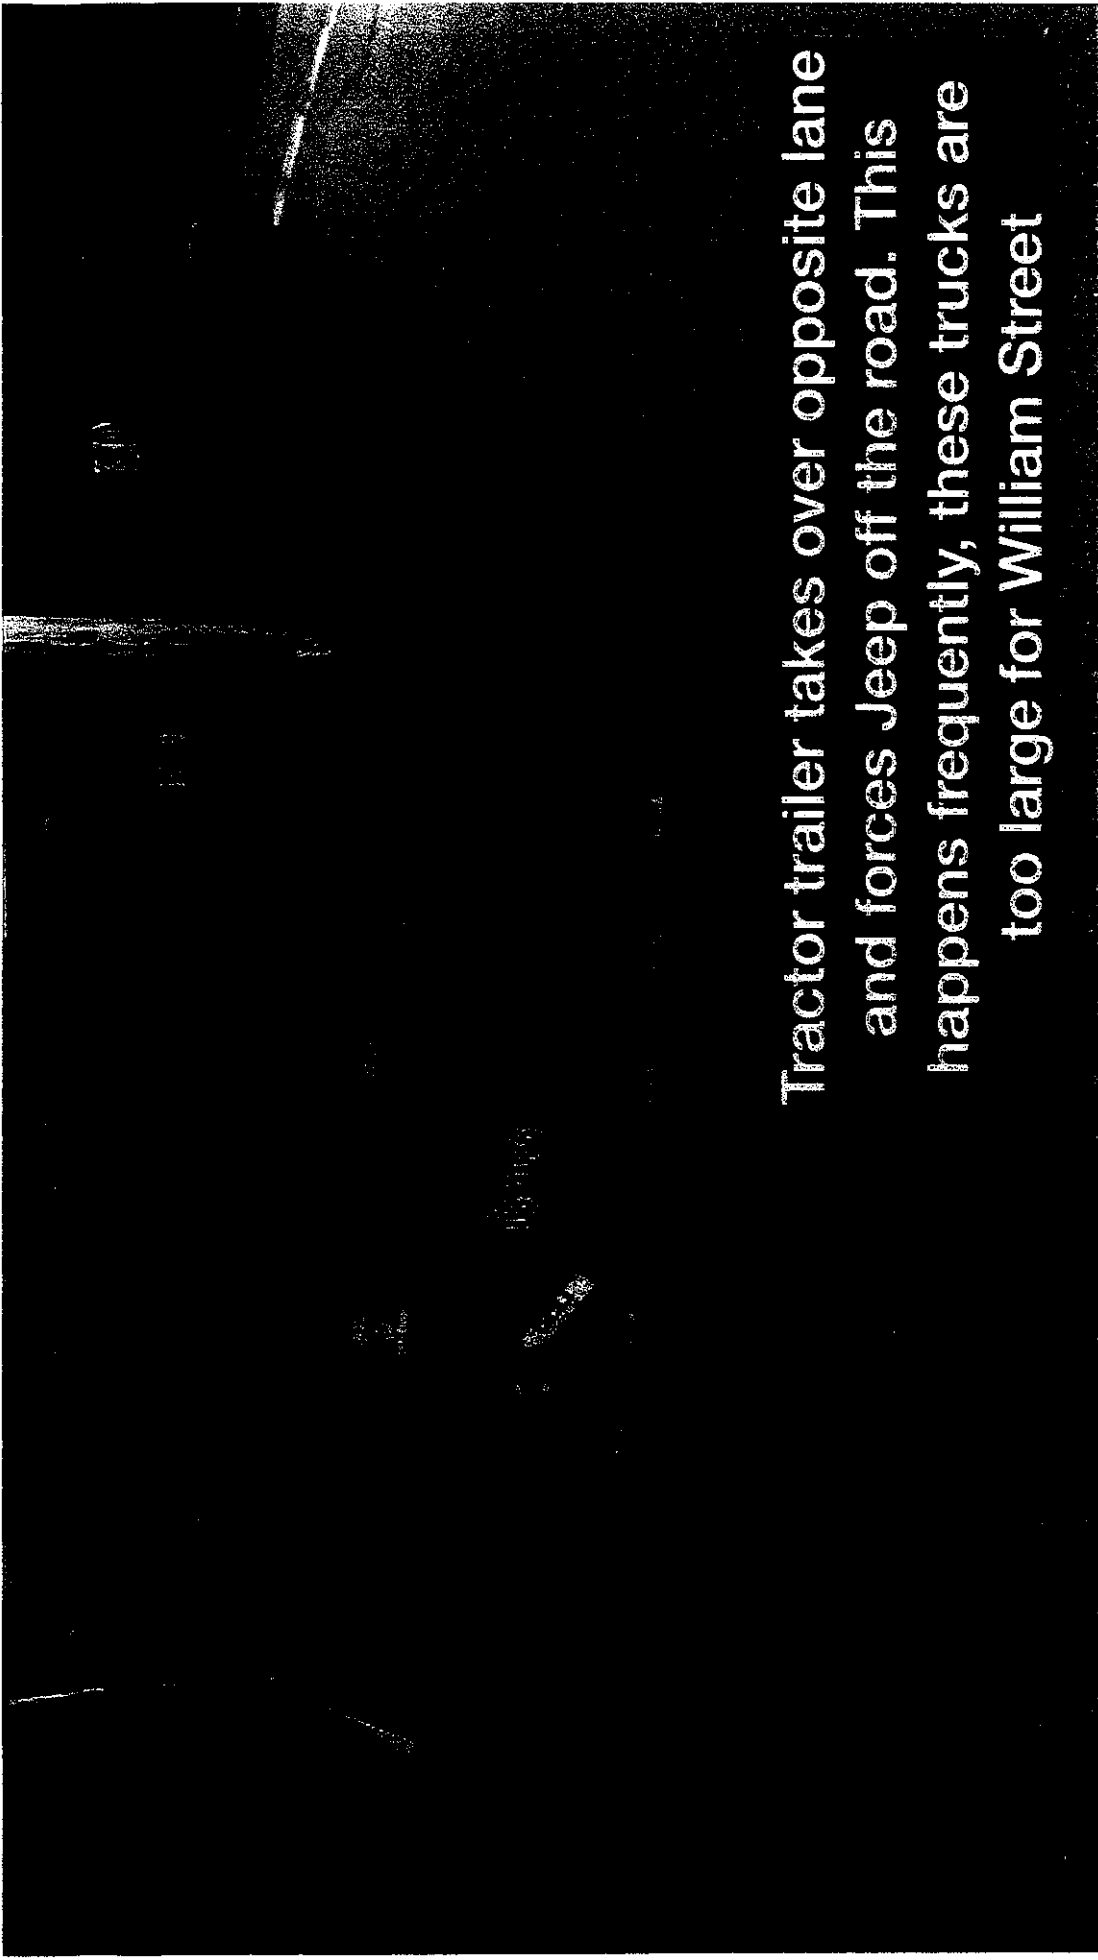 Tractor trailer takes over opposite lane
and forces Jeep off the road. This
happens frequently, these trucks are
too large for William Street